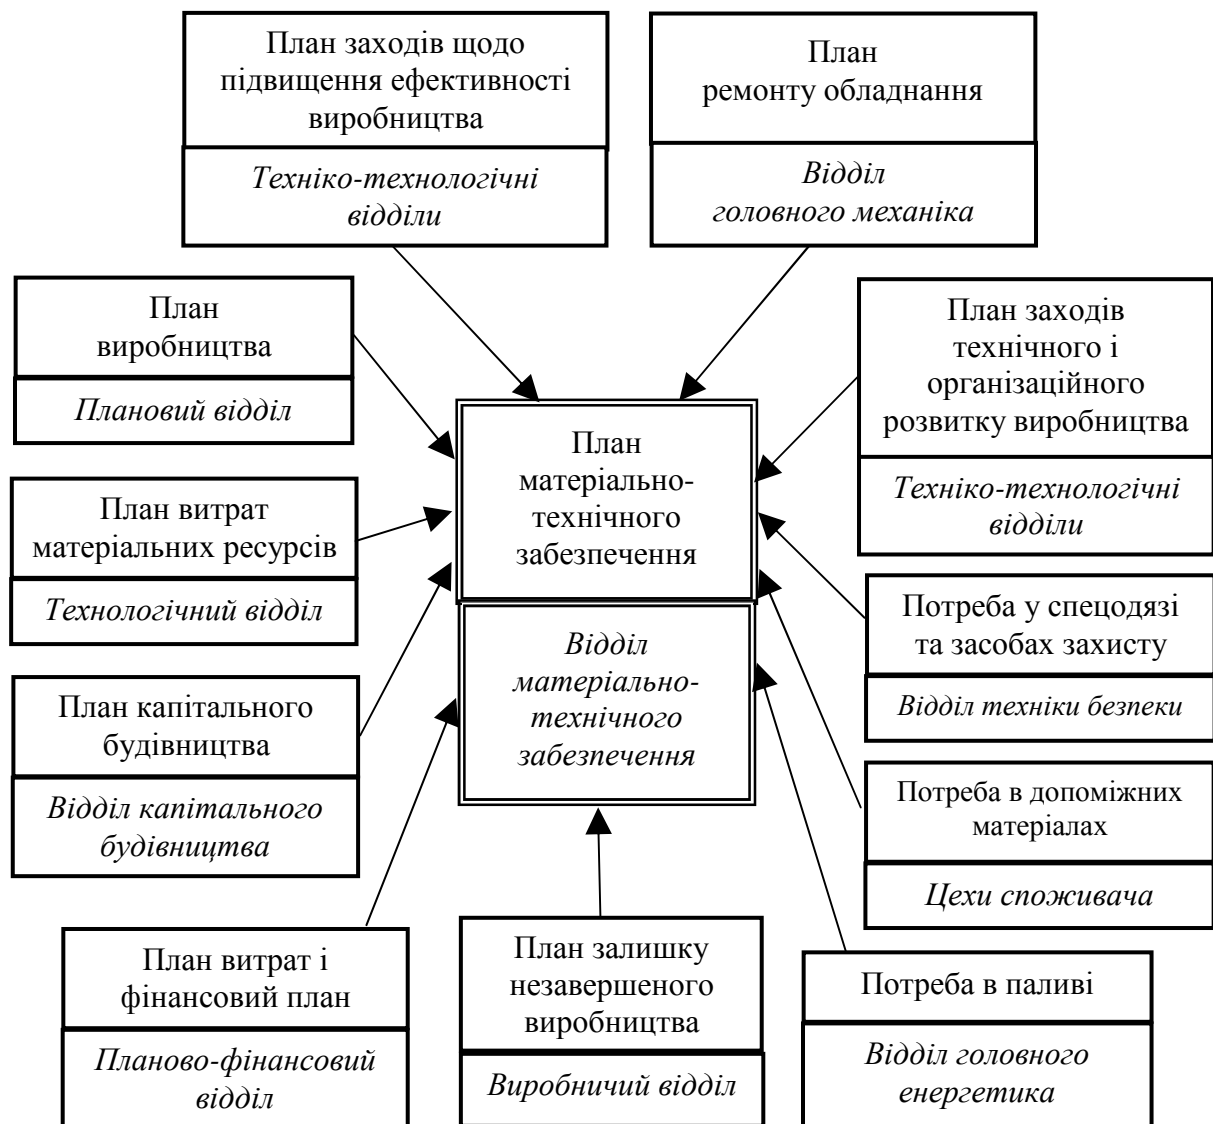 План заходів щодо
підвищення ефективності
виробництва
Техніко-технологічні
відділи
План
ремонту обладнання
Відділ
головного механіка
План
виробництва
Плановий відділ
План заходів
технічного і
організаційного
розвитку виробництва
Техніко-технологічні
відділи
План
матеріально-
технічного
забезпечення
Відділ
матеріально-
технічного
забезпечення
План витрат
матеріальних ресурсів
Технологічний відділ
Потреба у спецодязі
та засобах захисту
Відділ техніки безпеки
План капітального
будівництва
Відділ капітального
будівництва
Потреба в допоміжних
матеріалах
Цехи споживача
План витрат і
фінансовий план
Планово-фінансовий
відділ
План залишку
незавершеного
виробництва
Виробничий відділ
Потреба в паливі
Відділ головного
енергетика